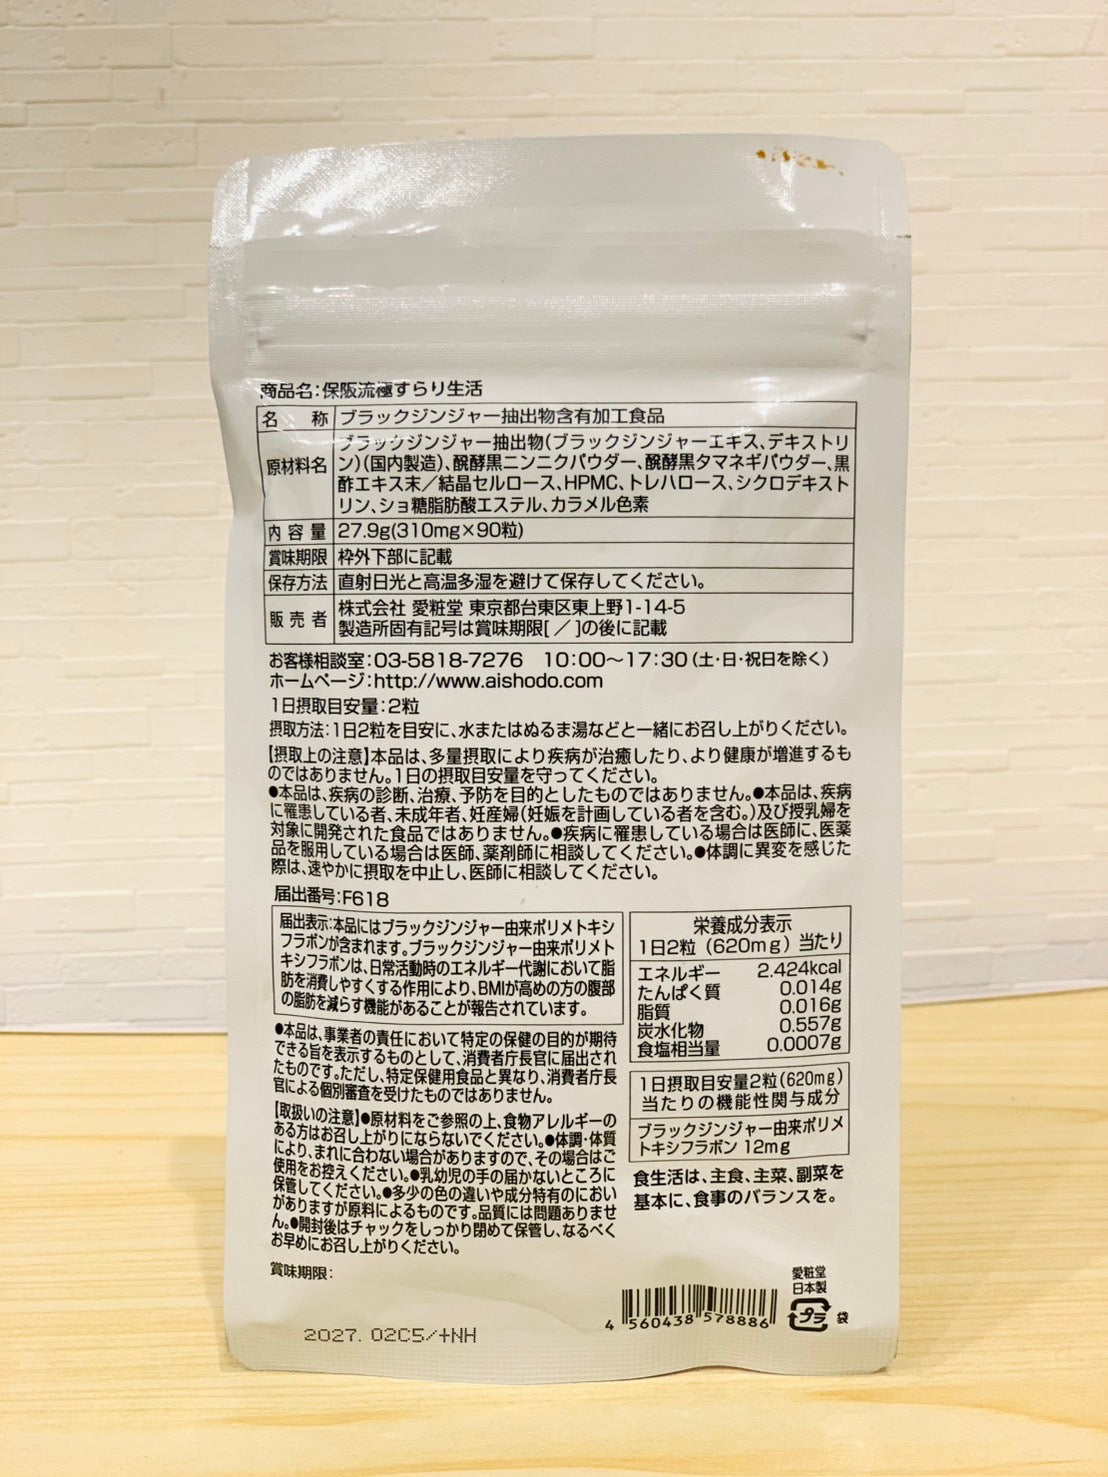 商品名:保阪流極すらり生活
名 称 ブラックジンジャー抽出物含有加工食品
原材料名 ブラックジンジャー抽出物(ブラックジンジャーエキス、デキストリ
ン)(国内製造)、醗酵黒ニンニクパウダー、醗酵黒タマネギパウダー、黒
酢エキス末/結晶セルロース、HPMC、トレハロース、シクロデキスト
リン、ショ糖脂肪酸エステル、カラメル色素
内容量 27.9g(310mg×90粒)
賞味期限 枠外下部に記載
保存方法 直射日光と高温多湿を避けて保存してください。
販売者 株式会社 愛粧堂 東京都台東区東上野1-14-5
製造所固有記号は賞味期限[ / ]の後に記載
お客様相談室:03-5818-7276 10:00〜17:30(土・日・祝日を除く)
ホームページ:http://www.aishodo.com
1日摂取目安量:2粒
摂取方法:1日2粒を目安に、水またはぬるま湯などと一緒にお召し上がりください。
【摂取上の注意】本品は、多量摂取により疾病が治癒したり、より健康が増進するも
のではありません。1日の摂取目安量を守ってください。
●本品は、疾病の診断、治療、予防を目的としたものではありません。●本品は、疾病
に罹患している者、未成年者、妊産婦(妊娠を計画している者を含む。)及び授乳婦を
対象に開発された食品ではありません。●疾病に罹患している場合は医師に、医薬
品を服用している場合は医師、薬剤師に相談してください。●体調に異変を感じた
際は、速やかに摂取を中止し、医師に相談してください。
届出番号:F618
届出表示:本品にはブラックジンジャー由来ポリメトキシ
フラボンが含まれます。ブラックジンジャー由来ポリメト
キシフラボンは、日常活動時のエネルギー代謝において脂
肪を消費しやすくする作用により、BMIが高めの方の腹部
の脂肪を減らす機能があることが報告されています。
●本品は、事業者の責任において特定の保健の目的が期待
できる旨を表示するものとして、消費者庁長官に届出され
たものです。ただし、特定保健用食品と異なり、消費者庁長
官による個別審査を受けたものではありません。
【取扱いの注意】●原材料をご参照の上、食物アレルギーの
ある方はお召し上がりにならないでください。●体調・体質
により、まれに合わない場合がありますので、その場合はご
使用をお控えください。●乳幼児の手の届かないところに
保管してください。●多少の色の違いや成分特有のにおい
がありますが原料によるものです。品質には問題ありませ
ん。●開封後はチャックをしっかり閉めて保管し、なるべく
お早めにお召し上がりください。
賞味期限:
2027. 02C5/+NH
栄養成分表示
1日2粒(620mg)当たり
エネルギー 2.424kcal
たんぱく質 0.014g
脂質 0.016g
炭水化物 0.557g
食塩相当量 0.0007g
1日摂取目安量2粒(620mg)
当たりの機能性関与成分
ブラックジンジャー由来ポリメ
トキシフラボン 12mg
食生活は、主食、主菜、副菜を
基本に、食事のバランスを。
愛粧堂
日本製
プラ 袋
4 560438 578886